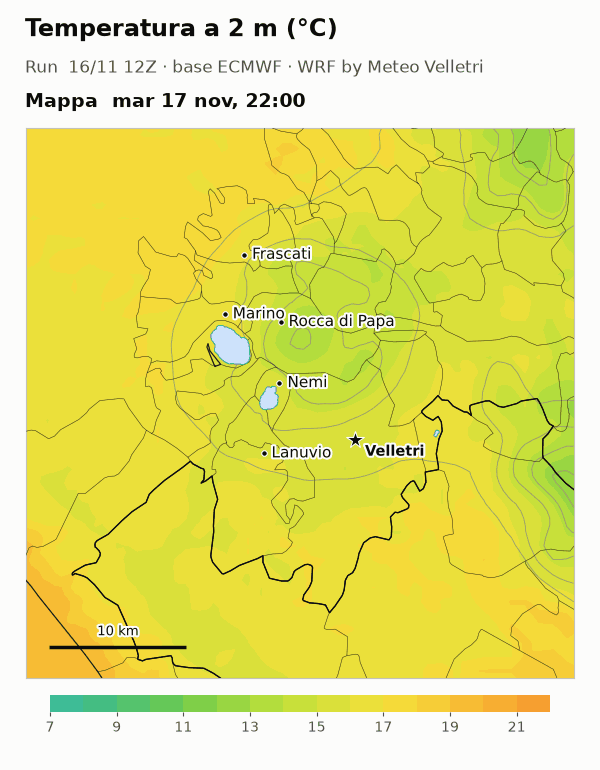 Temperatura a 2 m (°C)
Run  16/11 12Z · base ECMWF · WRF by Meteo Velletri
Mappa  mar 17 nov, 22:00
Frascati
Marino
Rocca di Papa
Nemi
Velletri
Lanuvio
10 km
7 9 11 13 15 17 19 21